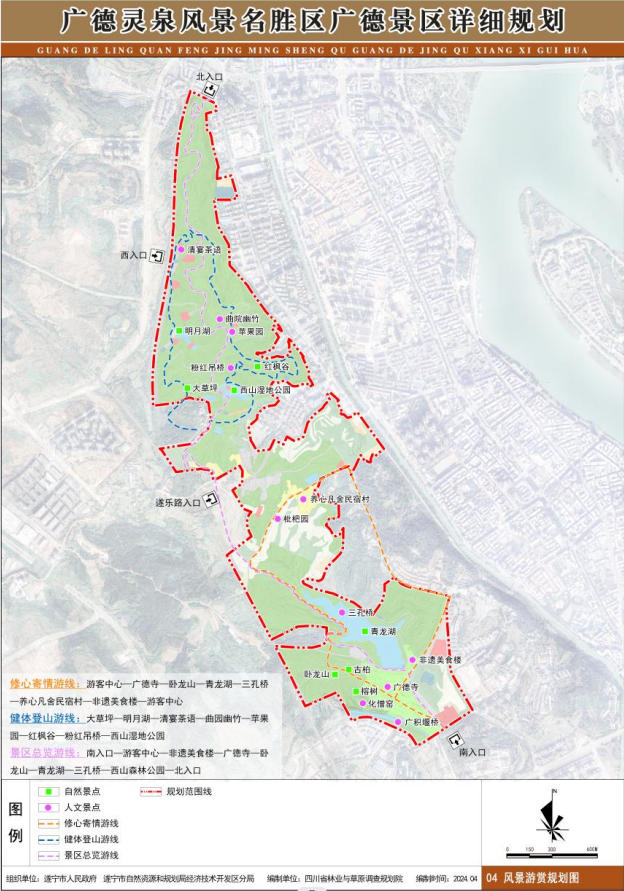 广德灵泉风景名胜区广德景区详细规划
GUANG DE LING QUAN FENG JING MING SHENG QU GUANG DE JING QU XIANG XI GUI HUA
北入口
西入口
清宴茶语
曲院幽竹
明月湖
苹果园
粉红吊桥
红枫谷
大草坪
西山湿地公园
遂乐路入口
养心凡舍民宿村
枇杷园
三孔桥
青龙湖
非遗美食楼
古柏
卧龙山
广德寺
榕树
化憎窑
广积堰桥
南入口
修心寄情游线：游客中心—广德寺—卧龙山—青龙湖—三孔桥
—养心凡舍民宿村—非遗美食楼—游客中心
健体登山游线：大草坪—明月湖—清宴茶语—曲园幽竹—苹果
园—红枫谷—粉红吊桥—西山湿地公园
景区总览游线：南入口—游客中心—非遗美食楼—广德寺—卧
龙山—青龙湖—三孔桥—西山森林公园—北入口
图例
自然景点
规划范围线
人文景点
修心寄情游线
健体登山游线
景区总览游线
N
0 150 300 600M
组织单位：遂宁市人民政府 遂宁市自然资源和规划局经济技术开发区分局 编制单位：四川省林业与草原调查规划院 编制时间：2024.04
04 风景游赏规划图